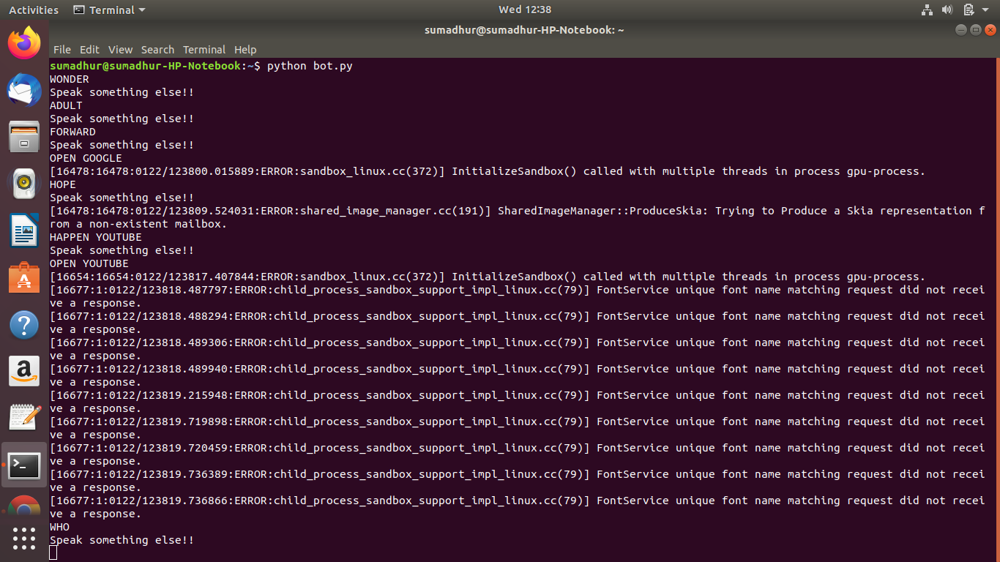 Activities Terminal Wed 12:38
sumadhur@sumadhur-HP-Notebook: ~
File Edit View Search Terminal Help
sumadhur@sumadhur-HP-Notebook:~$ python bot.py
WONDER
Speak something else!!
ADULT
Speak something else!!
FORWARD
Speak something else!!
OPEN GOOGLE
[16478:16478:0122/123800.015889:ERROR:sandbox_linux.cc(372)] InitializeSandbox() called with multiple threads in process gpu-process.
HOPE
Speak something else!!
[16478:16478:0122/123809.524031:ERROR:shared_image_manager.cc(191)] SharedImageManager::ProduceSkia: Trying to Produce a Skia representation f
rom a non-existent mailbox.
HAPPEN YOUTUBE
Speak something else!!
OPEN YOUTUBE
[16654:16654:0122/123817.407844:ERROR:sandbox_linux.cc(372)] InitializeSandbox() called with multiple threads in process gpu-process.
[16677:1:0122/123818.487797:ERROR:child_process_sandbox_support_impl_linux.cc(79)] FontService unique font name matching request did not recei
ve a response.
[16677:1:0122/123818.488294:ERROR:child_process_sandbox_support_impl_linux.cc(79)] FontService unique font name matching request did not recei
ve a response.
[16677:1:0122/123818.489306:ERROR:child_process_sandbox_support_impl_linux.cc(79)] FontService unique font name matching request did not recei
ve a response.
[16677:1:0122/123818.489940:ERROR:child_process_sandbox_support_impl_linux.cc(79)] FontService unique font name matching request did not recei
ve a response.
[16677:1:0122/123819.215948:ERROR:child_process_sandbox_support_impl_linux.cc(79)] FontService unique font name matching request did not recei
ve a response.
[16677:1:0122/123819.719898:ERROR:child_process_sandbox_support_impl_linux.cc(79)] FontService unique font name matching request did not recei
ve a response.
[16677:1:0122/123819.720459:ERROR:child_process_sandbox_support_impl_linux.cc(79)] FontService unique font name matching request did not recei
ve a response.
[16677:1:0122/123819.736389:ERROR:child_process_sandbox_support_impl_linux.cc(79)] FontService unique font name matching request did not recei
ve a response.
[16677:1:0122/123819.736866:ERROR:child_process_sandbox_support_impl_linux.cc(79)] FontService unique font name matching request did not recei
ve a response.
WHO
Speak something else!!